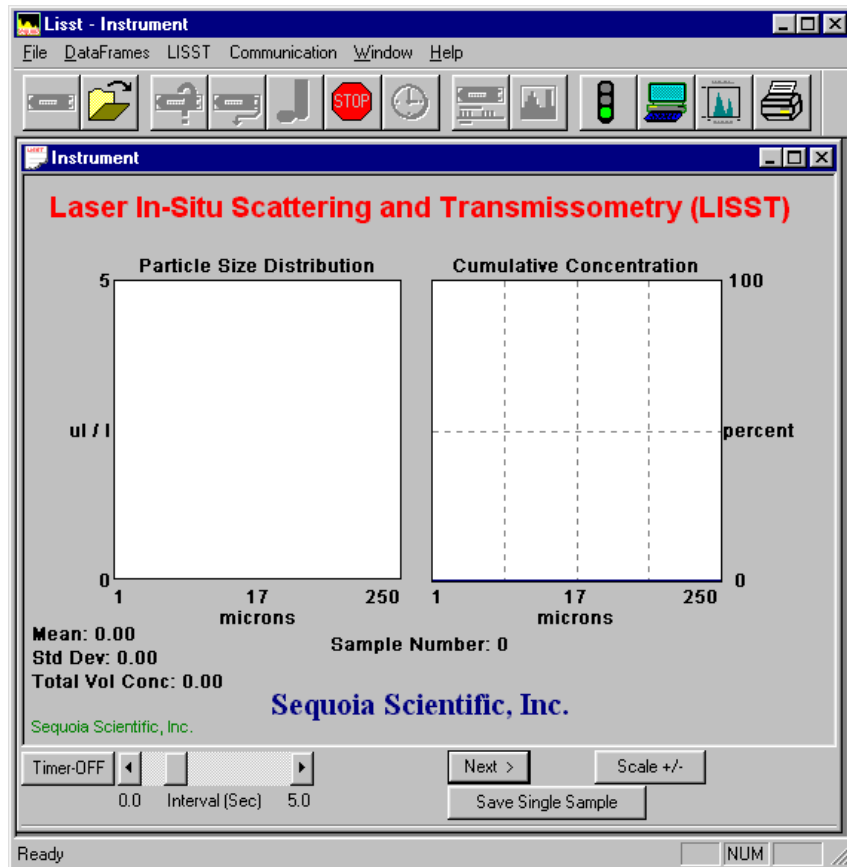 Lisst - Instrument
File DataFrames LISST Communication Window Help
STOP
Instrument
Laser In-Situ Scattering and Transmissometry (LISST)
Particle Size Distribution Cumulative Concentration
5 100
ul / l percent
0 0
1 17 250 1 17 250
microns microns
Mean: 0.00
Sample Number: 0
Std Dev: 0.00
Total Vol Conc: 0.00
Sequoia Scientific, Inc.
Sequoia Scientific, Inc.
Timer-OFF Next > Scale +/-
0.0 Interval (Sec) 5.0 Save Single Sample
Ready NUM